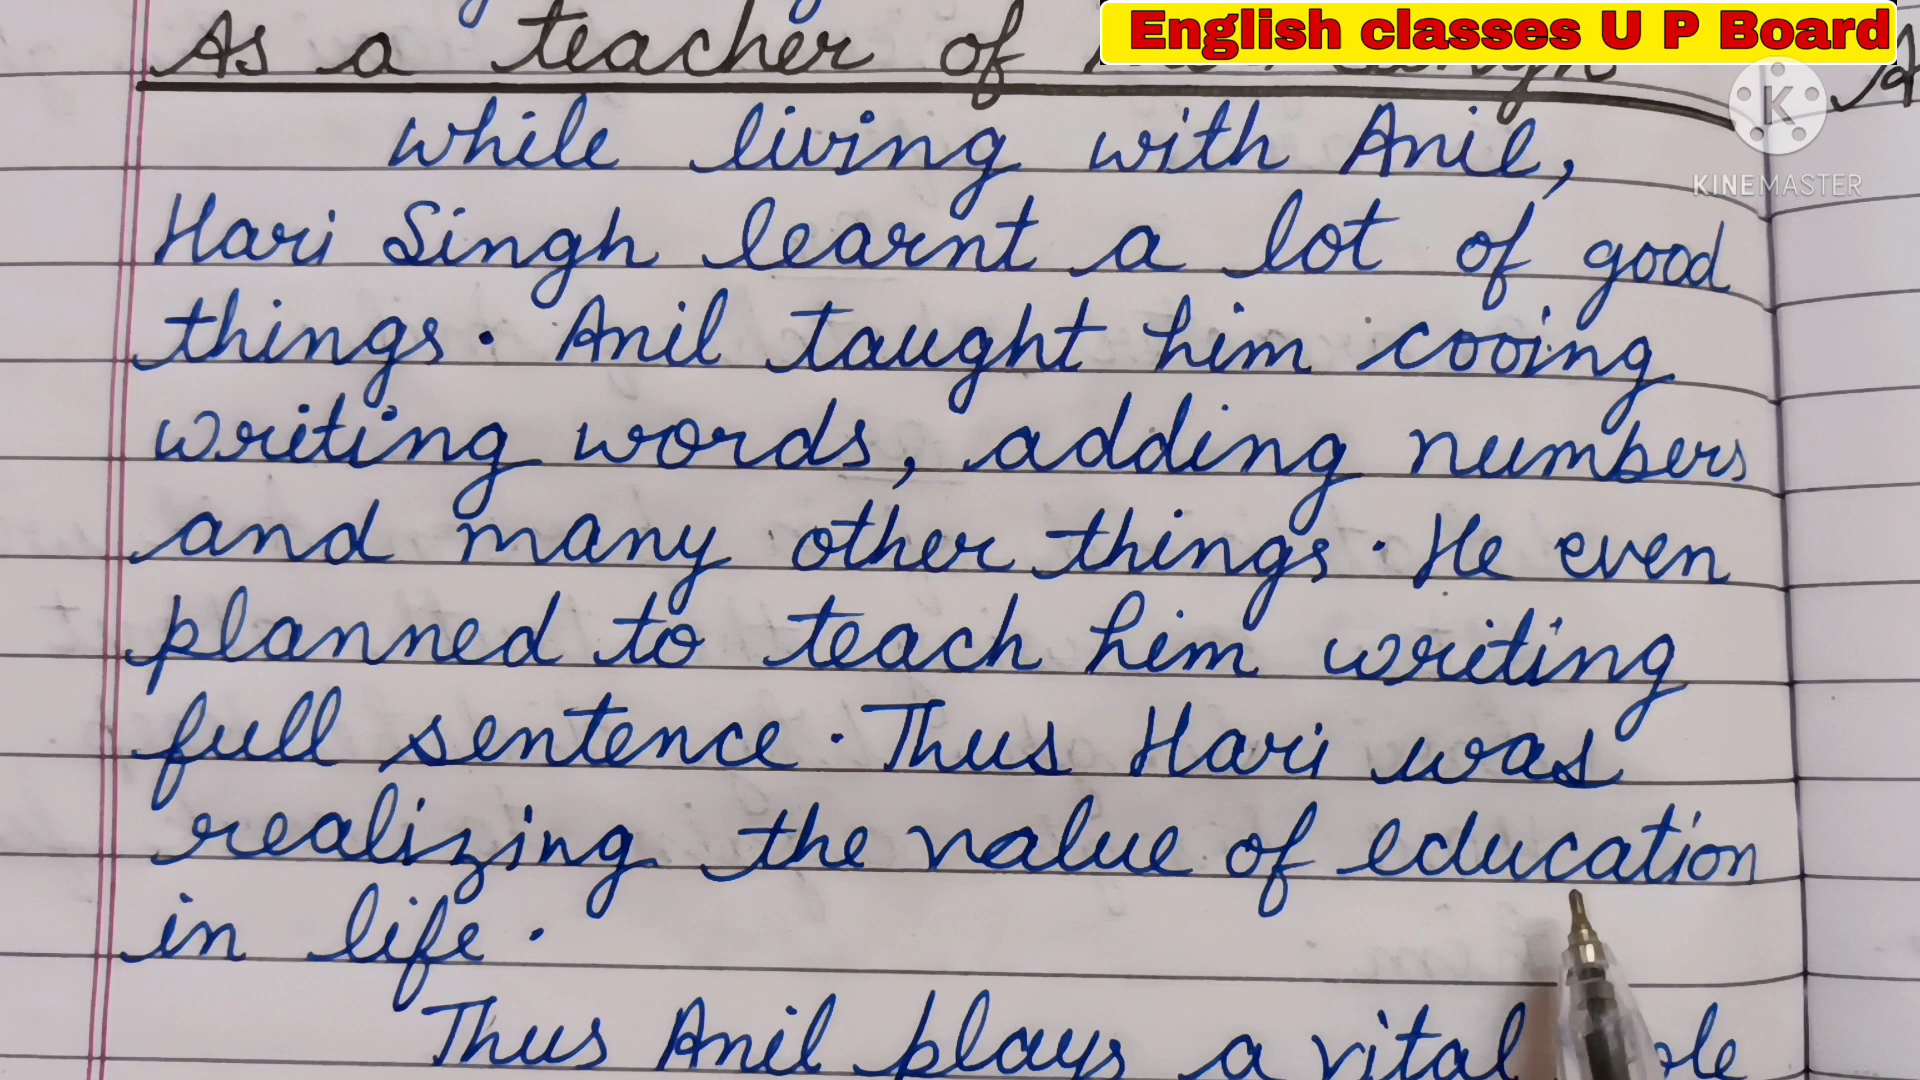 English classes U P Board
As a teacher of
while living with Anil,
Hari Singh learnt a lot of good
things. Anil taught him cooing
writing words, adding numbers
and many other things. He even
planned to teach him writing
full sentence. Thus Hari was
realizing the value of education
in life.
Thus Anil plays a vital
KINEMASTER